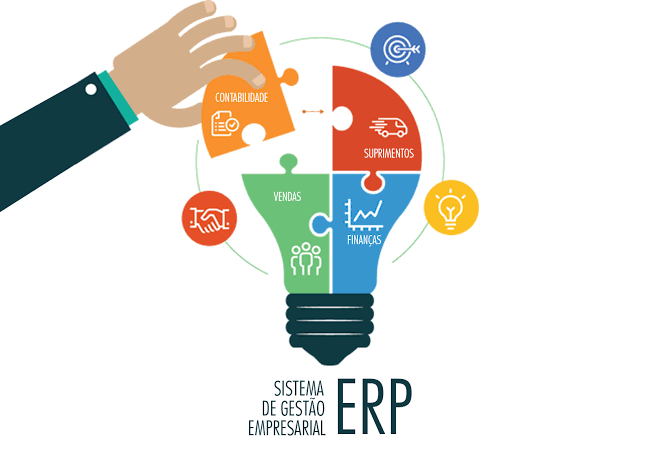 CONTABILIDADE
SUPRIMENTOS
VENDAS
FINANÇAS
SISTEMA
DE GESTÃO
EMPRESARIAL
ERP